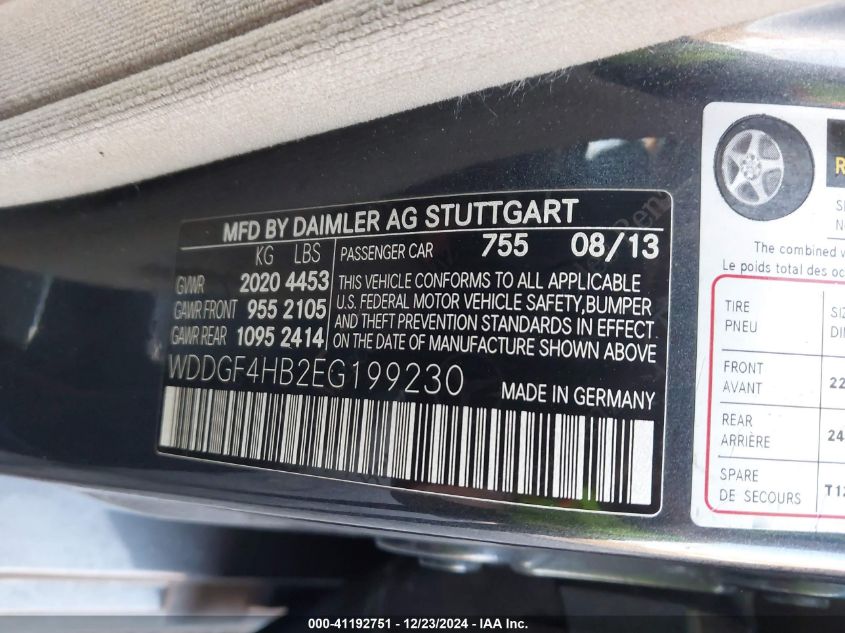 MFD BY DAIMLER AG STUTTGART
KG LBS
GVWR 2020 4453
GAWR FRONT 955 2105
GAWR REAR 1095 2414
PASSENGER CAR 755 08/13
THIS VEHICLE CONFORMS TO ALL APPLICABLE
U.S. FEDERAL MOTOR VEHICLE SAFETY,BUMPER
AND THEFT PREVENTION STANDARDS IN EFFECT
ON THE DATE OF MANUFACTURE SHOWN ABOVE
WDDGF4HB2EG199230
MADE IN GERMANY
The combined
Le poids total des
TIRE
PNEU
FRONT
AVANT
REAR
ARRIÈRE
SPARE
DE SECOURS
000-41192751 - 12/23/2024 - IAA Inc.